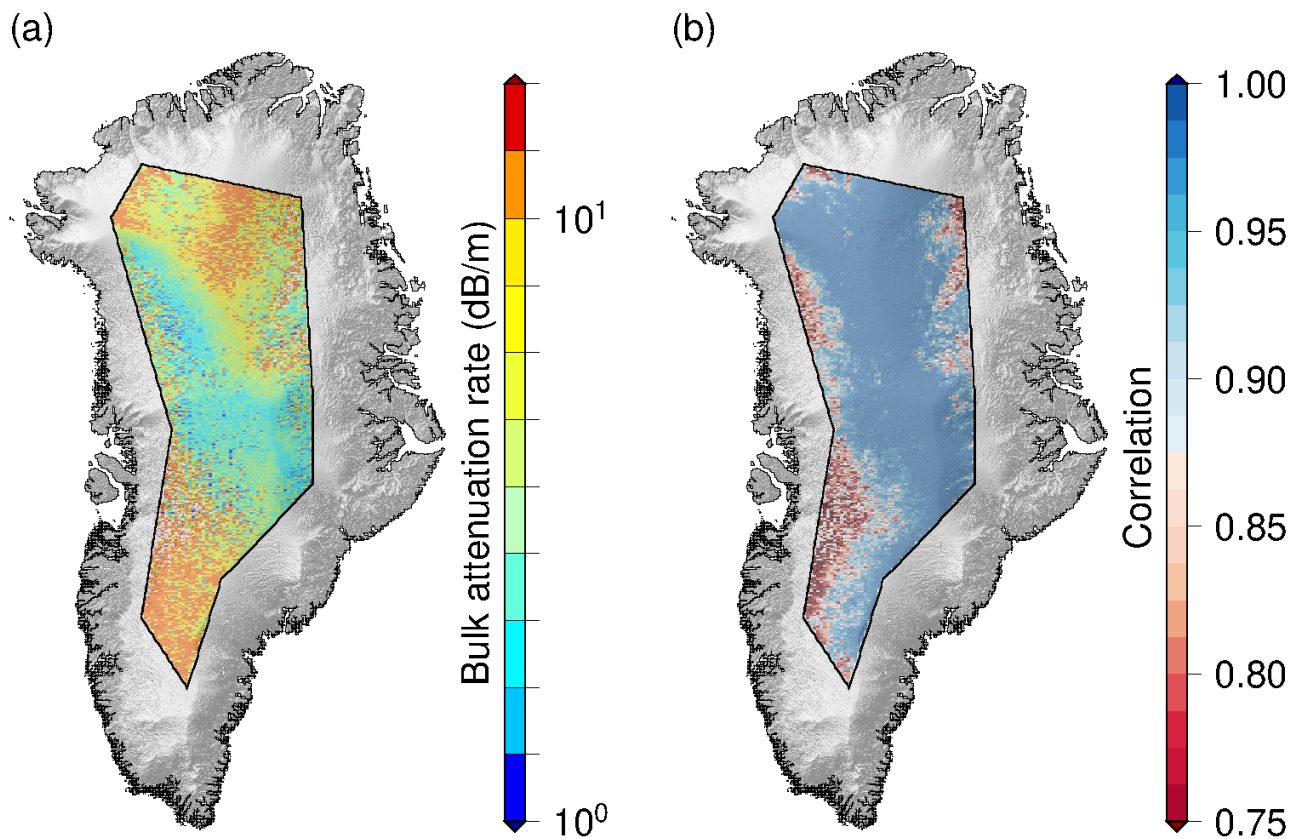 (a)
(b)
10¹
10⁰
Bulk attenuation rate (dB/m)
1.00
0.95
0.90
0.85
0.80
0.75
Correlation